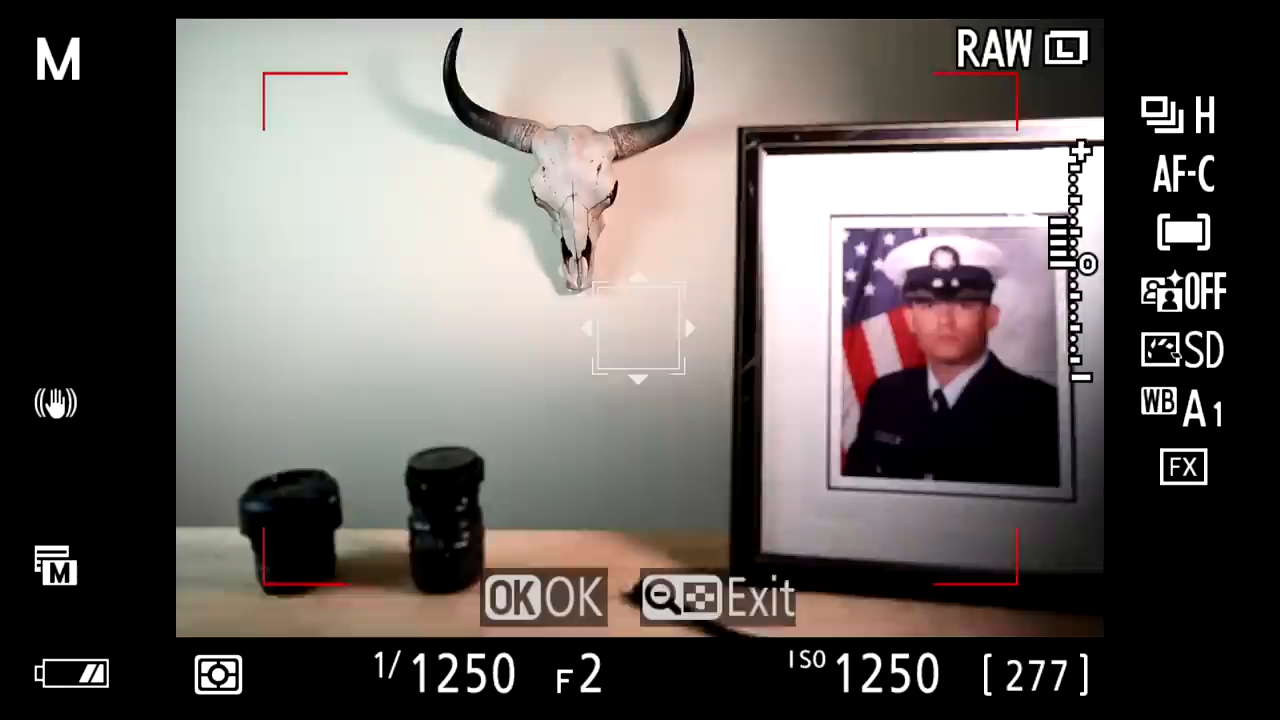 M
RAW L
H
AF-C
OFF
SD
WB A1
FX
M
OK OK
Exit
1/1250 F2 ISO 1250 [277]